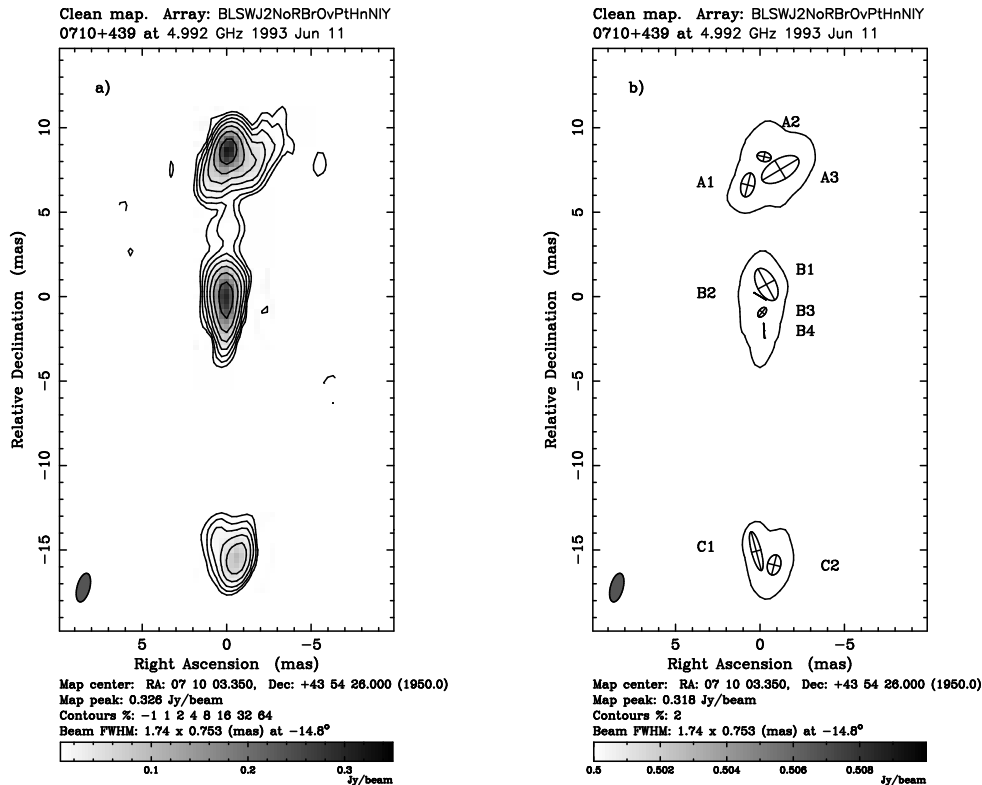 Clean map. Array: BLSWJ2NoRBrOvPtHnNlY
0710+439 at 4.992 GHz 1993 Jun 11
a)
10
5
0
−5
−10
−15
Relative Declination (mas)
5
0
−5
Right Ascension (mas)
Map center: RA: 07 10 03.350, Dec: +43 54 26.000 (1950.0)
Map peak: 0.326 Jy/beam
Contours %: −1 1 2 4 8 16 32 64
Beam FWHM: 1.74 x 0.753 (mas) at −14.8°
0.1
0.2
0.3
Jy/beam
Clean map. Array: BLSWJ2NoRBrOvPtHnNlY
0710+439 at 4.992 GHz 1993 Jun 11
b)
A2
A1
A3
B1
B2
B3
B4
C1
C2
10
5
0
−5
−10
−15
Relative Declination (mas)
5
0
−5
Right Ascension (mas)
Map center: RA: 07 10 03.350, Dec: +43 54 26.000 (1950.0)
Map peak: 0.318 Jy/beam
Contours %: 2
Beam FWHM: 1.74 x 0.753 (mas) at −14.8°
0.5
0.502
0.504
0.506
0.508
Jy/beam